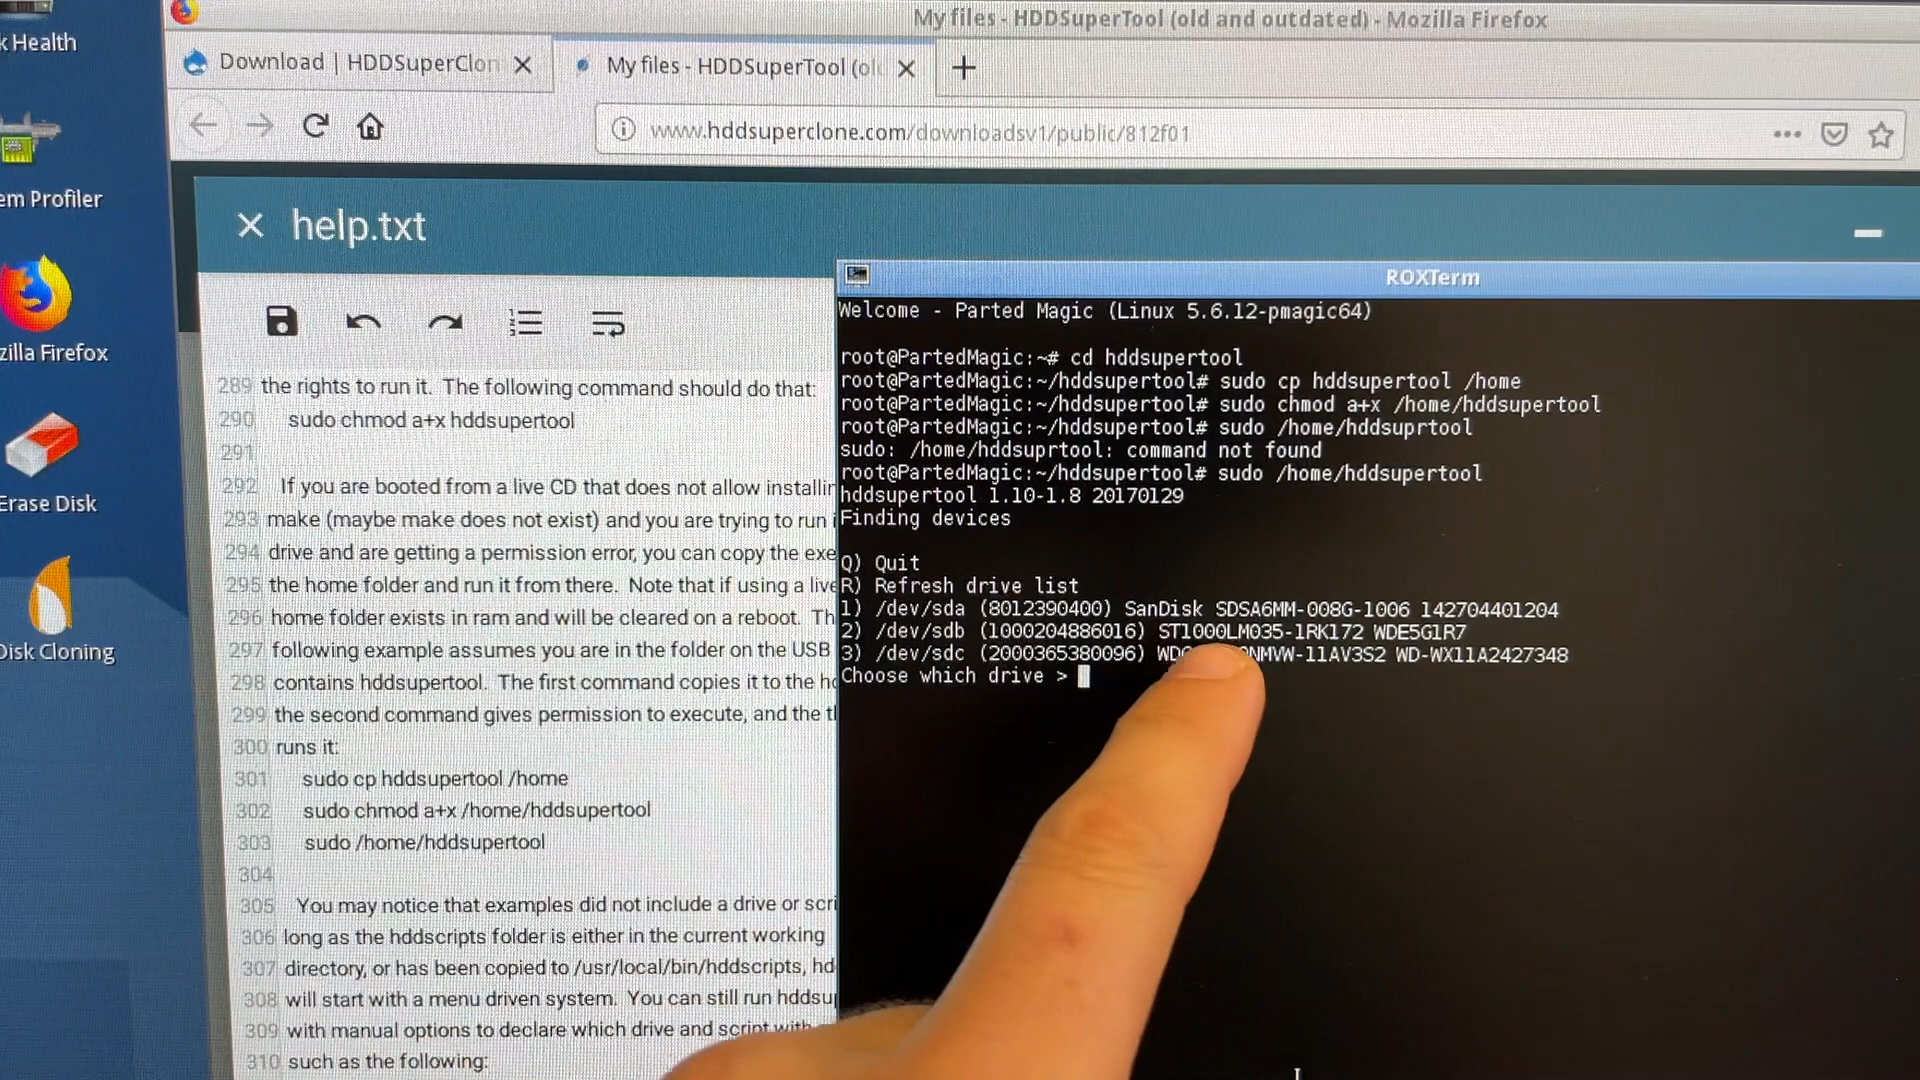 k Health
em Profiler
zilla Firefox
Erase Disk
Disk Cloning
My files - HDDSuperTool (old and outdated) - Mozilla Firefox
Download | HDDSuperClon
My files - HDDSuperTool (ol
www.hddsuperclone.com/downloadsv1/public/812f01
help.txt
289 the rights to run it. The following command should do that:
290 sudo chmod a+x hddsupertool
291
292 If you are booted from a live CD that does not allow installin
293 make (maybe make does not exist) and you are trying to run i
294 drive and are getting a permission error, you can copy the exe
295 the home folder and run it from there. Note that if using a live
296 home folder exists in ram and will be cleared on a reboot. Th
297 following example assumes you are in the folder on the USB
298 contains hddsupertool. The first command copies it to the ho
299 the second command gives permission to execute, and the t
300 runs it:
301 sudo cp hddsupertool /home
302 sudo chmod a+x /home/hddsupertool
303 sudo /home/hddsupertool
304
305 You may notice that examples did not include a drive or scri
306 long as the hddscripts folder is either in the current working
307 directory, or has been copied to /usr/local/bin/hddscripts, hd
308 will start with a menu driven system. You can still run hddsu
309 with manual options to declare which drive and script with
310 such as the following:
ROXTerm
Welcome - Parted Magic (Linux 5.6.12-pmagic64)
root@PartedMagic:~# cd hddsupertool
root@PartedMagic:~/hddsupertool# sudo cp hddsupertool /home
root@PartedMagic:~/hddsupertool# sudo chmod a+x /home/hddsupertool
root@PartedMagic:~/hddsupertool# sudo /home/hddsuprtool
sudo: /home/hddsuprtool: command not found
root@PartedMagic:~/hddsupertool# sudo /home/hddsupertool
hddsupertool 1.10-1.8 20170129
Finding devices
Q) Quit
R) Refresh drive list
1) /dev/sda (8012390400) SanDisk SDSA6MM-008G-1006 142704401204
2) /dev/sdb (1000204886016) ST1000LM035-1RK172 WDE5G1R7
3) /dev/sdc (2000365380096) NMVW-11AV3S2 WD-WX11A2427348
Choose which drive >